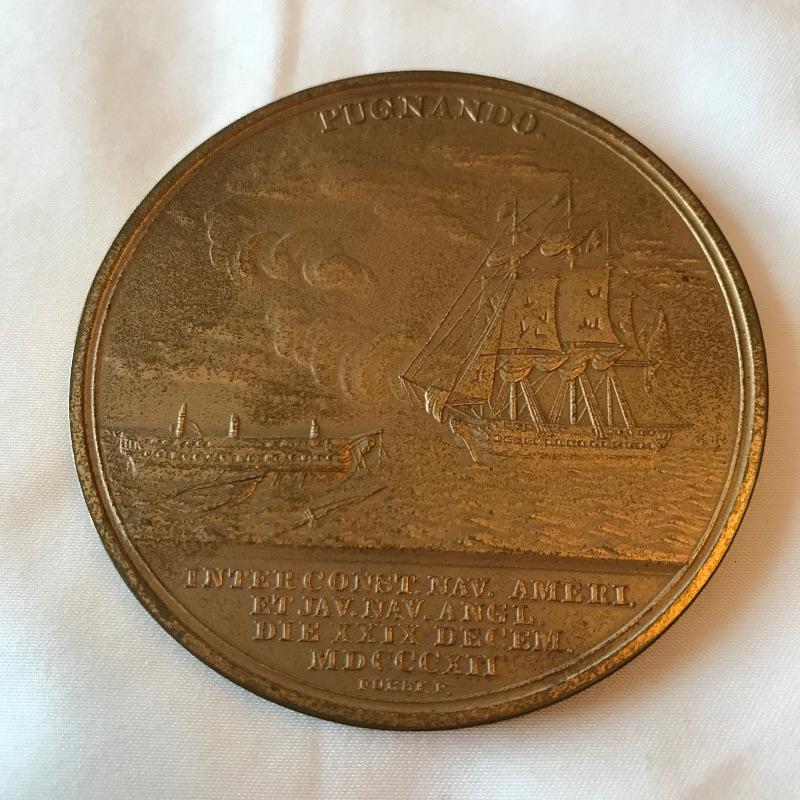 PUGNANDO.
INTER CONST. NAV. AMERI.
ET JAV. NAV. ANGL.
DIE XXIX DECEM.
MDCCCXII
FURST F.